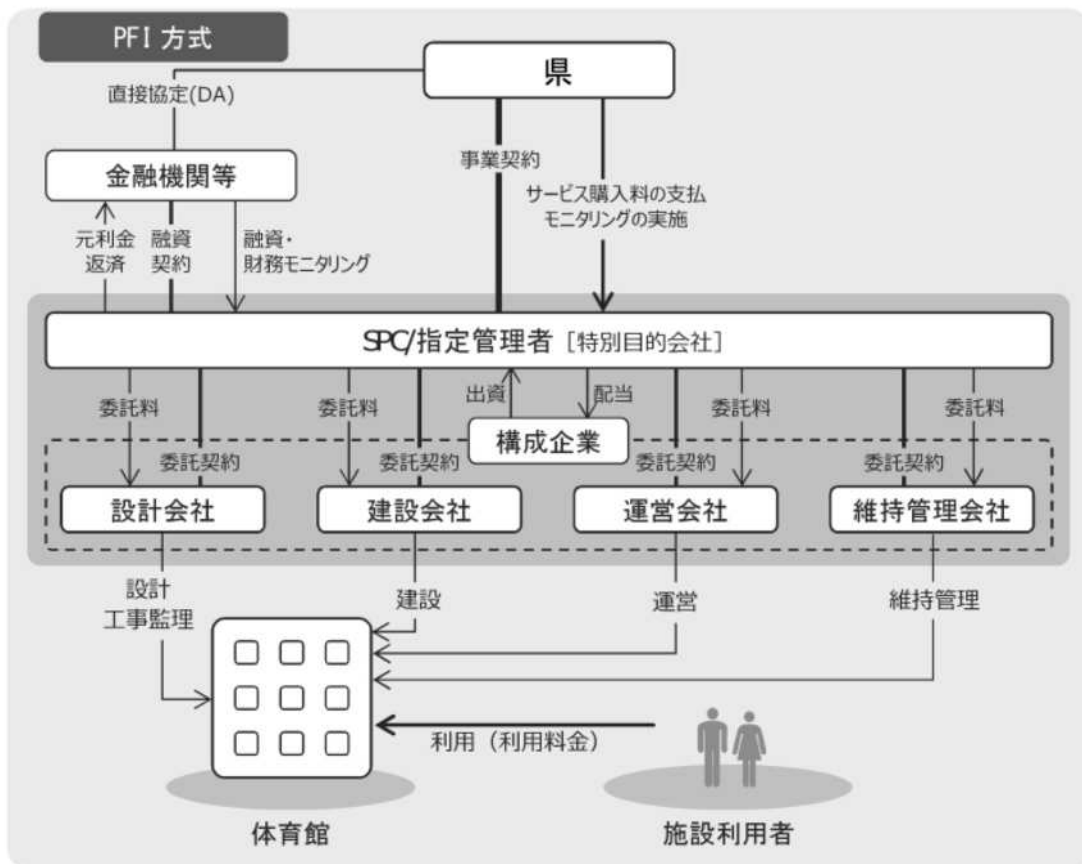 PFI 方式
県
直接協定(DA)
金融機関等
事業契約
サービス購入料の支払
モニタリングの実施
元利金
返済
融資
契約
融資・
財務モニタリング
SPC/指定管理者［特別目的会社］
委託料
委託料
出資
配当
委託料
委託料
構成企業
委託契約
委託契約
委託契約
委託契約
設計会社
建設会社
運営会社
維持管理会社
設計
工事監理
建設
運営
維持管理
利用（利用料金）
体育館
施設利用者